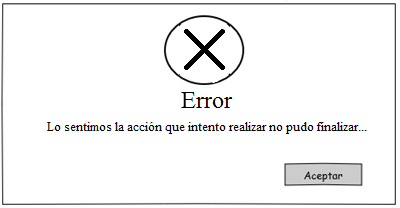 Error
Lo sentimos la acción que intento realizar no pudo finalizar...
Aceptar